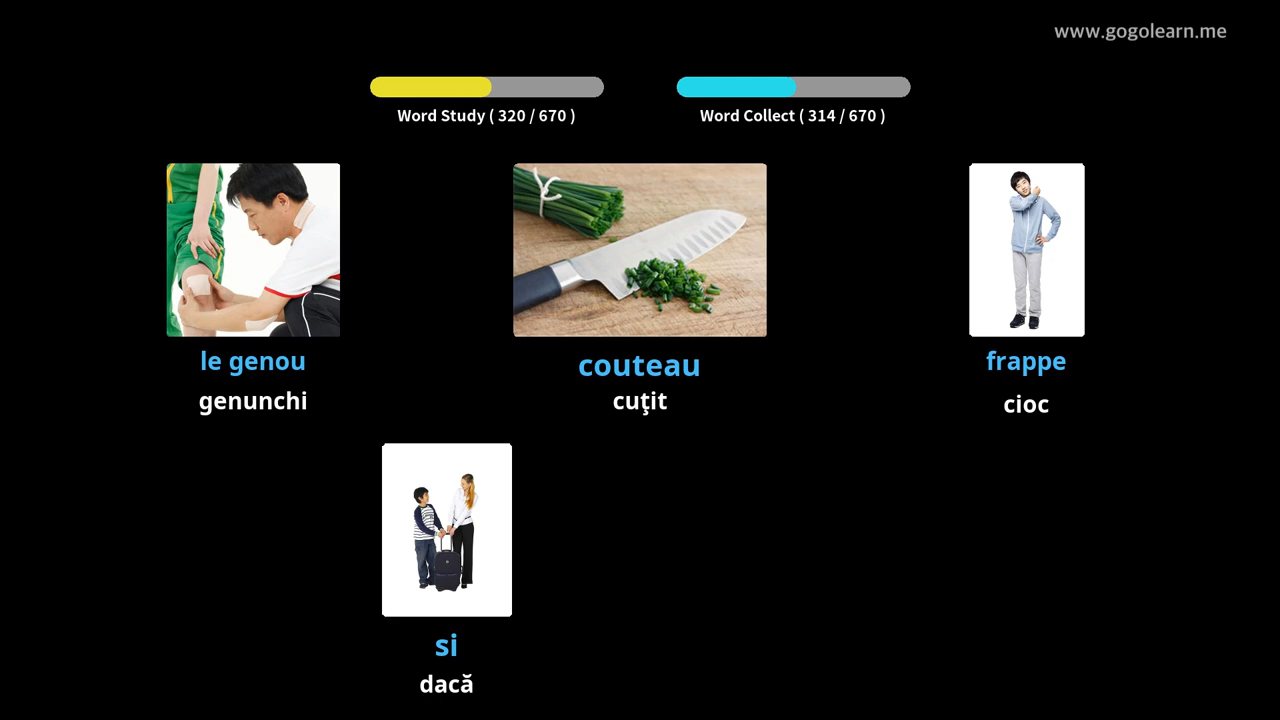 www.gogolearn.me
Word Study ( 320 / 670 )
Word Collect ( 314 / 670 )
le genou
genunchi
couteau
cuţit
frappe
cioc
si
dacă